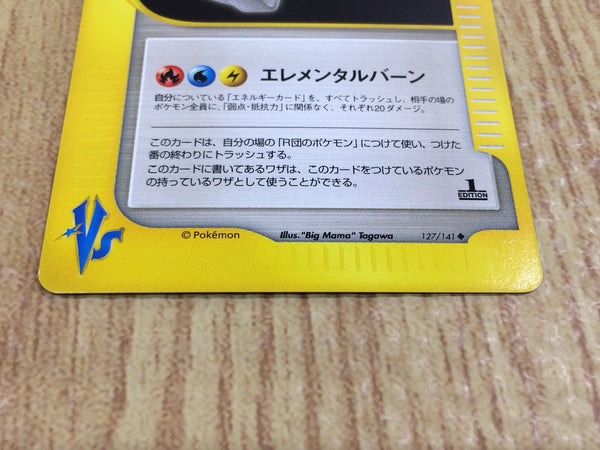 エレメンタルバーン
自分についている「エネルギーカード」を、すべてトラッシュし、相手の場の
ポケモン全員に、「弱点・抵抗力」に関係なく、それぞれ20ダメージ。
このカードは、自分の場の「R団のポケモン」につけて使い、つけた
番の終わりにトラッシュする。
このカードに書いてあるワザは、このカードをつけているポケモン
の持っているワザとして使うことができる。
1
EDITION
VS
© Pokémon
Illus."Big Mama" Tagawa
127/141